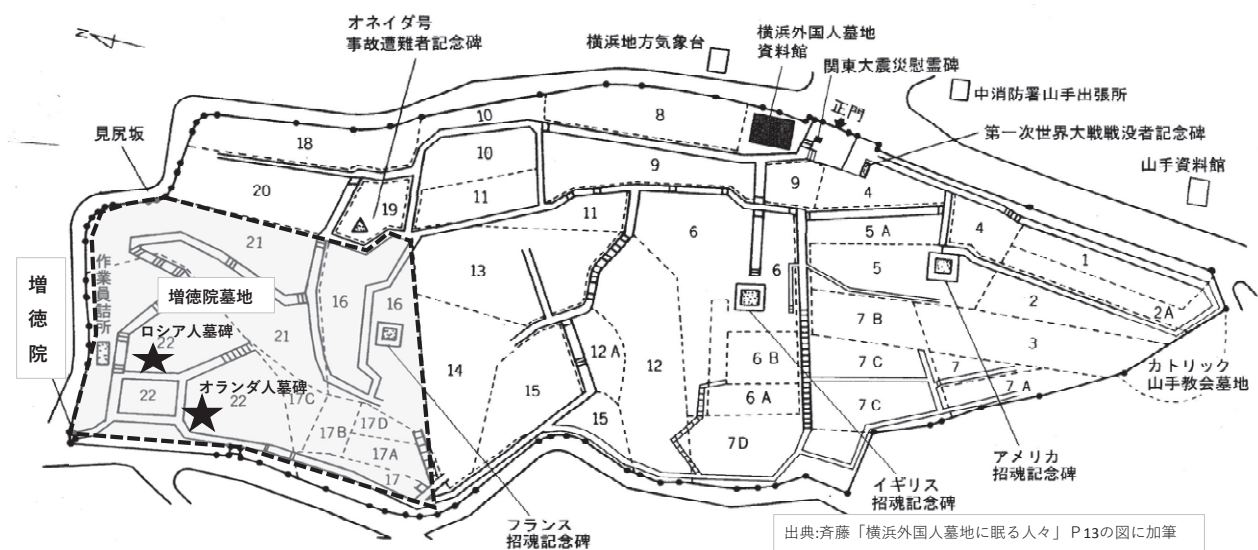 N
オネイダ号
事故遭難者記念碑
横浜地方気象台
横浜外国人墓地
資料館
関東大震災慰霊碑
正門
中消防署山手出張所
第一次世界大戦戦没者記念碑
山手資料館
見尻坂
18
10
8
20
19
10
11
9
9
4
11
6
5 A
4
1
21
13
6
5
2
2A
増徳院
作業員詰所
増徳院墓地
16
16
7 B
3
ロシア人墓碑
22
21
14
12 A
12
6 B
7 C
7
7 A
カトリック
山手教会墓地
オランダ人墓碑
22
22
17C
15
6 A
7 C
17B
17D
15
7D
17A
17
アメリカ
招魂記念碑
イギリス
招魂記念碑
フランス
招魂記念碑
出典:斉藤「横浜外国人墓地に眠る人々」P13の図に加筆